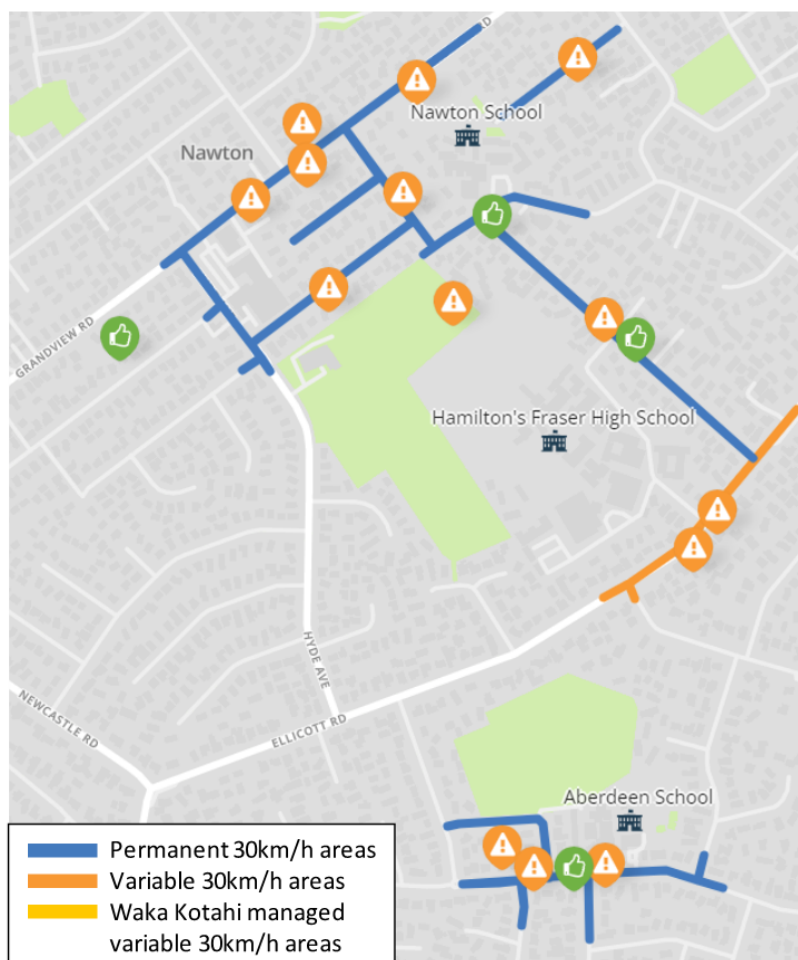 RD
Nawton School
Nawton
GRANDVIEW RD
Hamilton's Fraser High School
HYDE AVE
NEWCASTLE RD
ELLICOTT RD
Aberdeen School
Permanent 30km/h areas
Variable 30km/h areas
Waka Kotahi managed
variable 30km/h areas